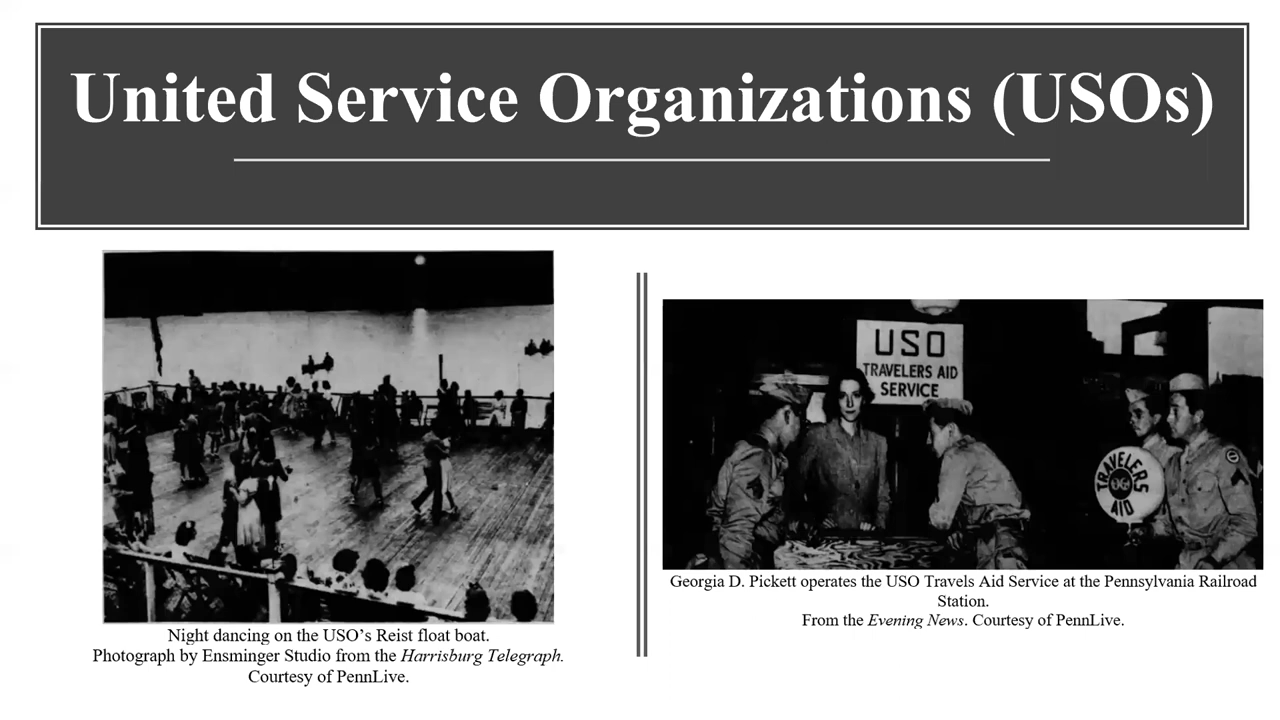 United Service Organizations (USOs)
Night dancing on the USO's Reist float boat.
Photograph by Ensminger Studio from the Harrisburg Telegraph.
Courtesy of PennLive.
USO
TRAVELERS AID
SERVICE
TRAVELERS
AID
Georgia D. Pickett operates the USO Travels Aid Service at the Pennsylvania Railroad
Station.
From the Evening News. Courtesy of PennLive.